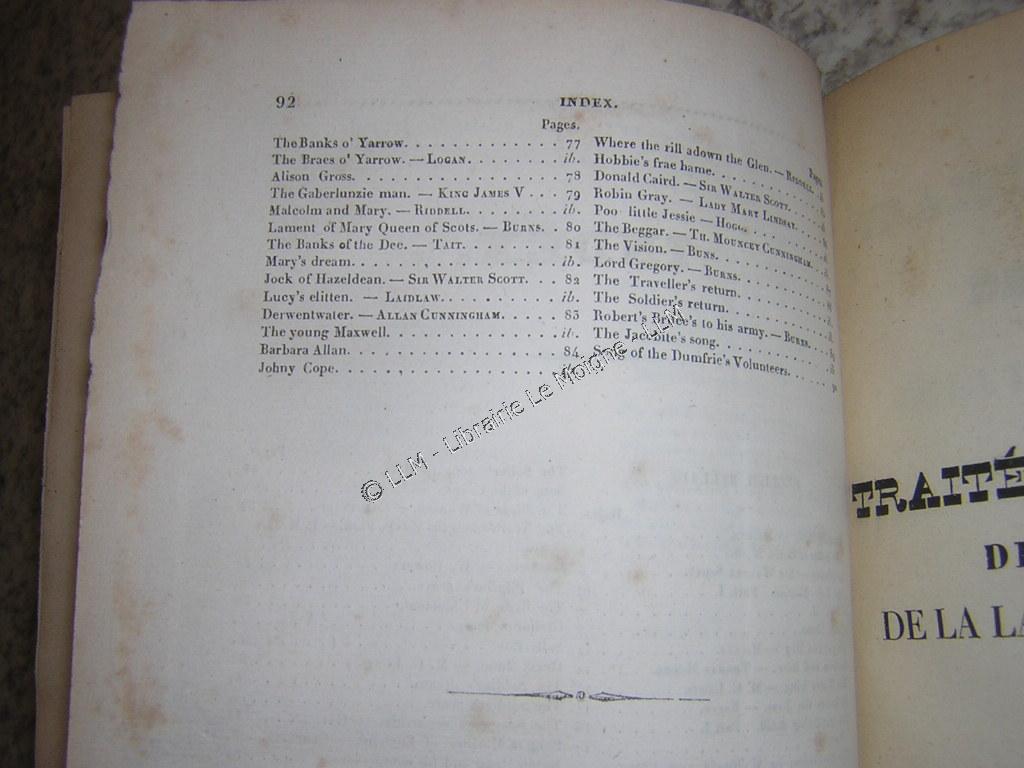 92 INDEX.
Pages.
The Banks o' Yarrow. . . . . . . . . . . . . . 77
The Braes o' Yarrow. — LOGAN. . . . . . . . ib.
Alison Gross. . . . . . . . . . . . . . . . . . 78
The Gaberlunzie man. — KING JAMES V . . . 79
Malcolm and Mary. — RIDDELL. . . . . . . . ib.
Lament of Mary Queen of Scots. — BURNS. . 80
The Banks of the Dee. — TAIT. . . . . . . . . 81
Mary's dream. . . . . . . . . . . . . . . . . ib.
Jock of Hazeldean. — SIR WALTER SCOTT. . . 82
Lucy's elitten. — LAIDLAW. . . . . . . . . . ib.
Derwentwater. — ALLAN CUNNINGHAM. . . . . 83
The young Maxwell. . . . . . . . . . . . . . ib.
Barbara Allan. . . . . . . . . . . . . . . . . 84
Johny Cope. . . . . . . . . . . . . . . . . . ib.
Pages.
Where the rill adown the Glen. — RIDDELL.
Hobbie's frae hame. . . . . . . .
Donald Caird. — SIR WALTER SCOTT. . .
Robin Gray. — LADY MARY LINDSAY. .
Poo little Jessie — HOGG. . . . . .
The Beggar. — TH. MOUNCEY CUNNINGHAM.
The Vision. — BUNS. . . . . . .
Lord Gregory. — BURNS. . . . . .
The Traveller's return. . . . . .
The Soldier's return. . . . . . .
Robert's Bruce's to his army. — BURNS.
The Jacobite's song. . . . . . .
Song of the Dumfrie's Volunteers. . . .
© LLM - Librairie Le Moigne - LLM
TRAITÉ
DE LA